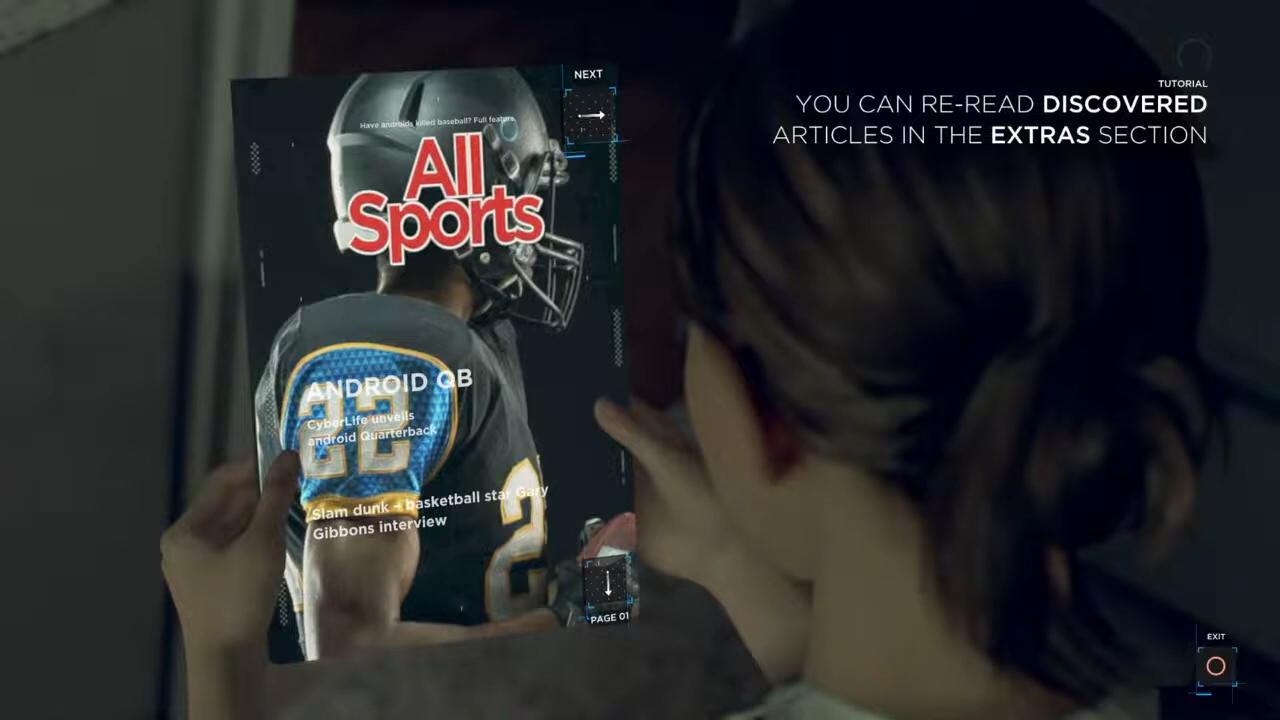 NEXT
TUTORIAL
YOU CAN RE-READ DISCOVERED
ARTICLES IN THE EXTRAS SECTION
Have androids killed baseball? Full feature.
All
Sports
ANDROID QB
22
CyberLife unveils
android Quarterback
Slam dunk - basketball star Gary
Gibbons interview
2
PAGE 01
EXIT